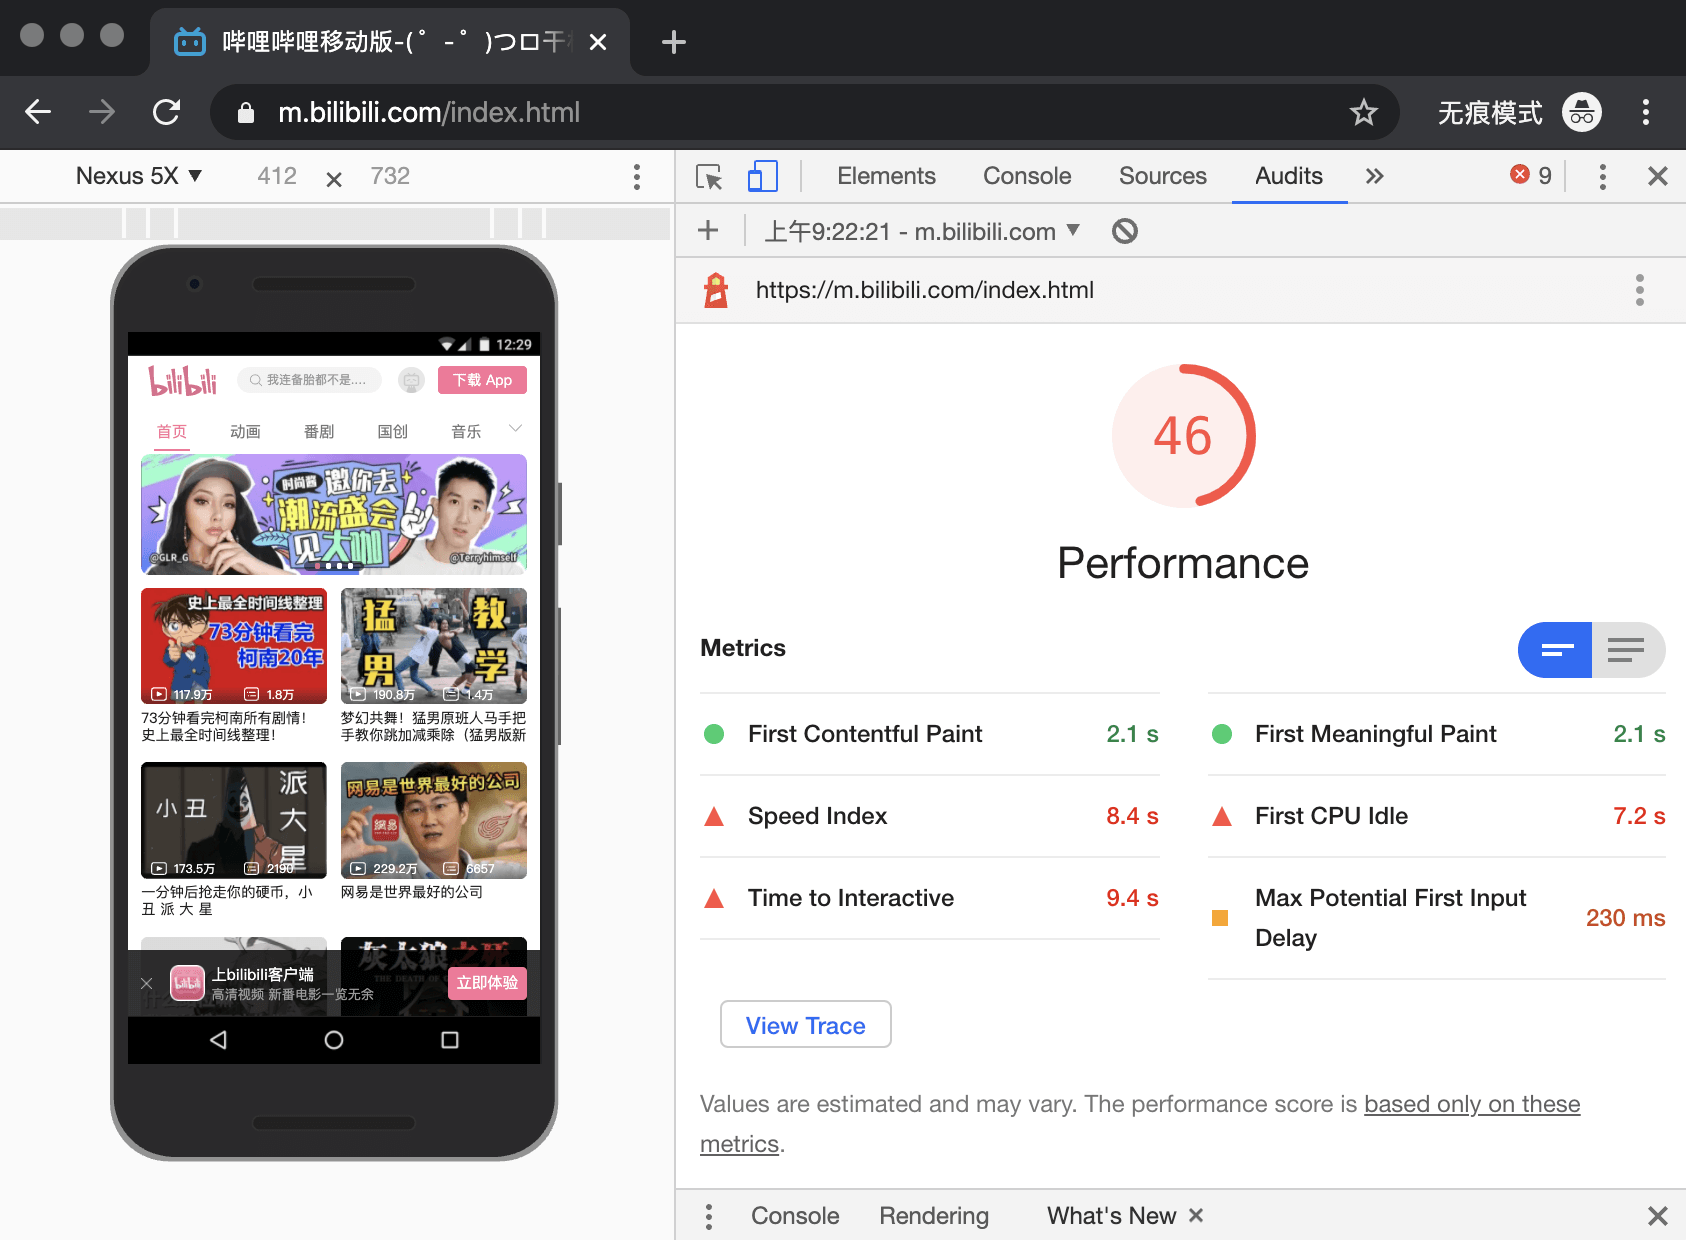 哔哩哔哩移动版-(゜-゜)つロ干
m.bilibili.com/index.html
无痕模式
Nexus 5X
412 × 732
Elements
Console
Sources
Audits
9
上午9:22:21 - m.bilibili.com
https://m.bilibili.com/index.html
12:29
bilibili
我连备胎都不是....
下载 App
首页
动画
番剧
国创
音乐
时尚酱 邀你去
潮流盛会
见大咖
@GLR_G
@Terryhimself
史上最全时间线整理
73分钟看完
柯南20年
117.9万
1.8万
猛 教
男 学
190.8万
1.4万
73分钟看完柯南所有剧情!
史上最全时间线整理!
梦幻共舞!猛男原班人马手把
手教你跳加减乘除(猛男版新
小丑
派
大
星
173.5万
2190
网易是世界最好的公司
網易
229.2万
6657
一分钟后抢走你的硬币,小
丑 派 大 星
网易是世界最好的公司
灰太狼之死
THE DEATH OF
上bilibili客户端
高清视频 新番电影一览无余
立即体验
46
Performance
Metrics
First Contentful Paint 2.1 s
First Meaningful Paint 2.1 s
Speed Index 8.4 s
First CPU Idle 7.2 s
Time to Interactive 9.4 s
Max Potential First Input
Delay
230 ms
View Trace
Values are estimated and may vary. The performance score is based only on these
metrics.
Console
Rendering
What's New